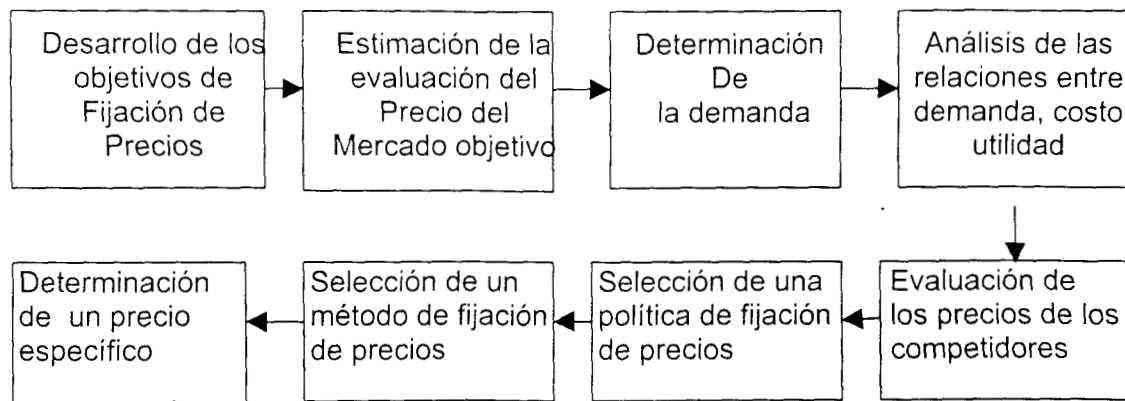 Desarrollo de los
objetivos de
Fijación de
Precios
Estimación de la
evaluación del
Precio del
Mercado objetivo
Determinación
De
la demanda
Análisis de las
relaciones entre
demanda, costo
utilidad
Evaluación de
los precios de los
competidores
Selección de una
política de fijación
de precios
Selección de un
método de fijación
de precios
Determinación
de un precio
específico